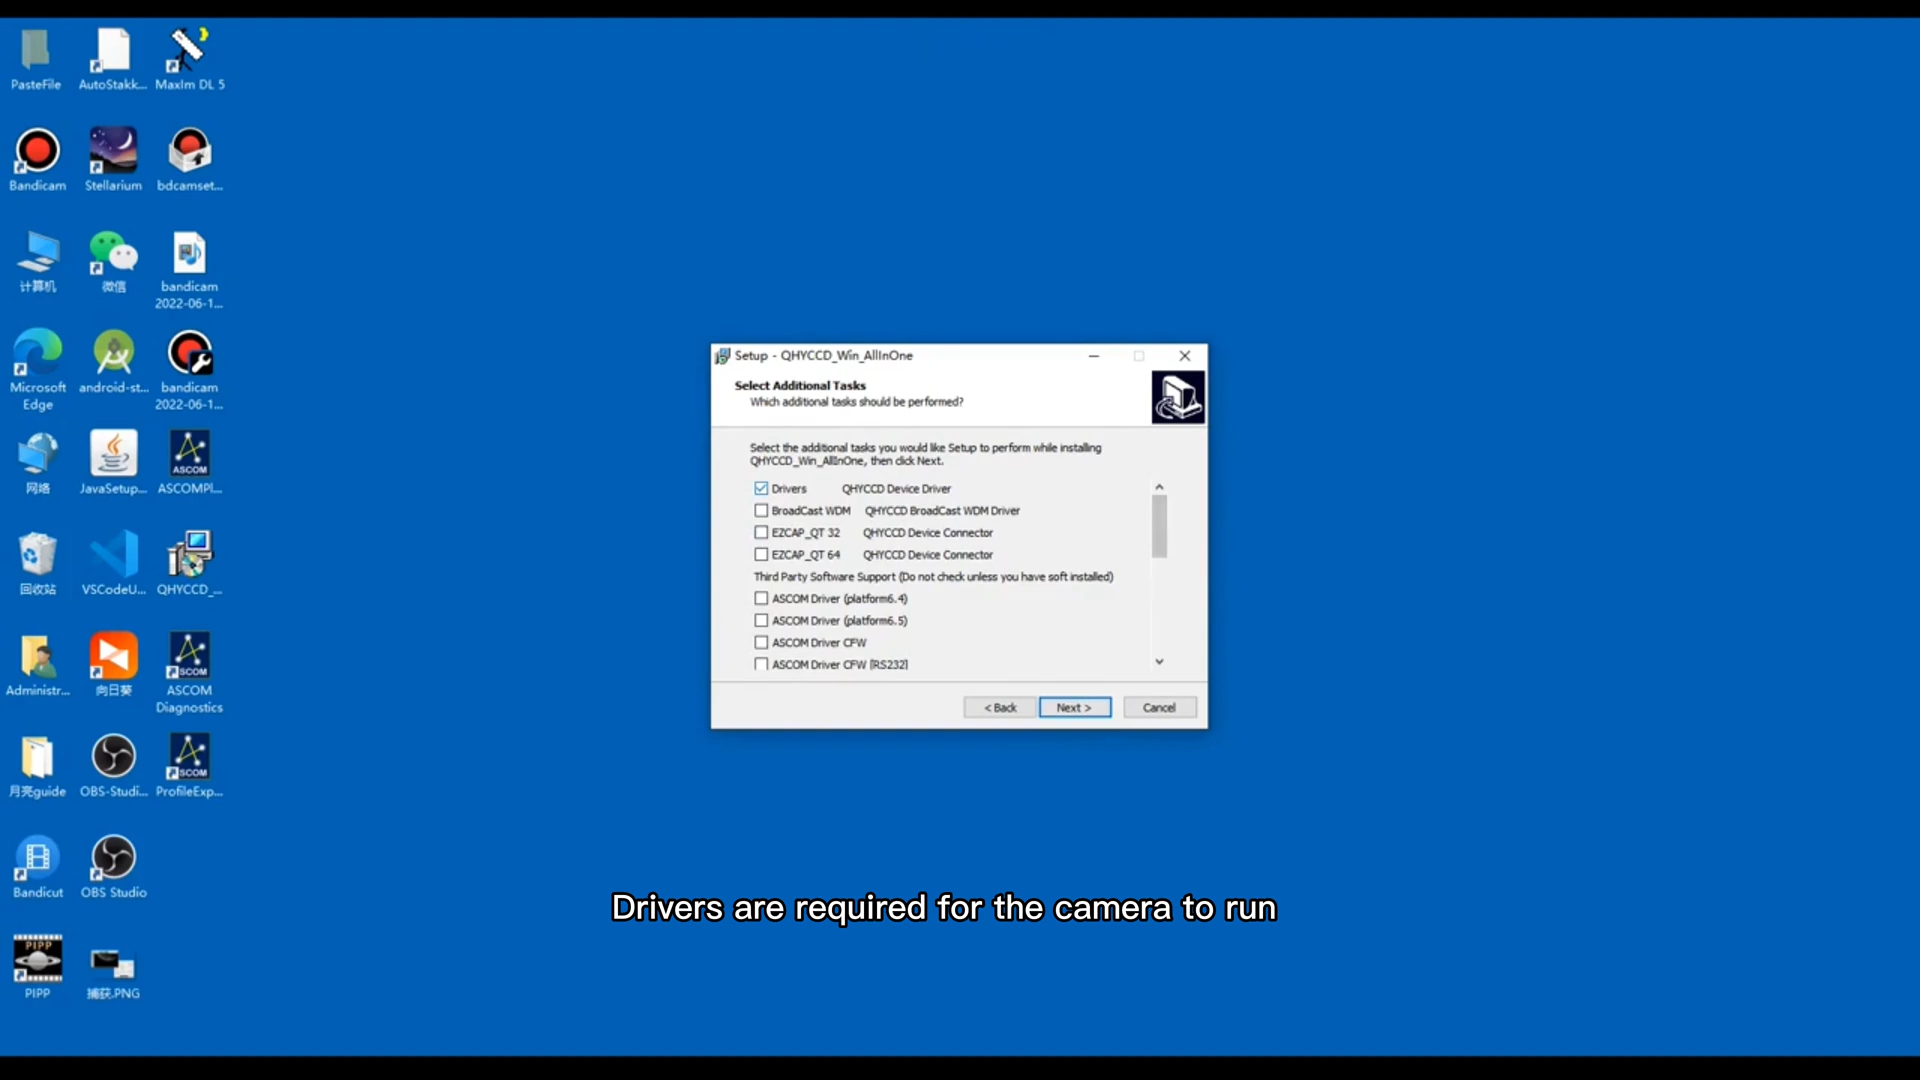 PasteFile
AutoStakk...
MaxIm DL 5
Bandicam
Stellarium
bdcamset...
计算机
微信
bandicam
2022-06-1...
Microsoft
Edge
android-st...
bandicam
2022-06-1...
网络
JavaSetup...
ASCOM
ASCOMPl...
回收站
VSCodeU...
QHYCCD_...
Administr...
向日葵
SCOM
ASCOM
Diagnostics
月亮guide
OBS-Studi...
SCOM
ProfileExp...
Bandicut
OBS Studio
PIPP
PIPP
捕获.PNG
Setup - QHYCCD_Win_AllInOne
Select Additional Tasks
Which additional tasks should be performed?
Select the additional tasks you would like Setup to perform while installing
QHYCCD_Win_AllInOne, then click Next.
Drivers QHYCCD Device Driver
BroadCast WDM QHYCCD BroadCast WDM Driver
EZCAP_QT 32 QHYCCD Device Connector
EZCAP_QT 64 QHYCCD Device Connector
Third Party Software Support (Do not check unless you have soft installed)
ASCOM Driver (platform6.4)
ASCOM Driver (platform6.5)
ASCOM Driver CFW
ASCOM Driver CFW [RS232]
< Back
Next >
Cancel
Drivers are required for the camera to run